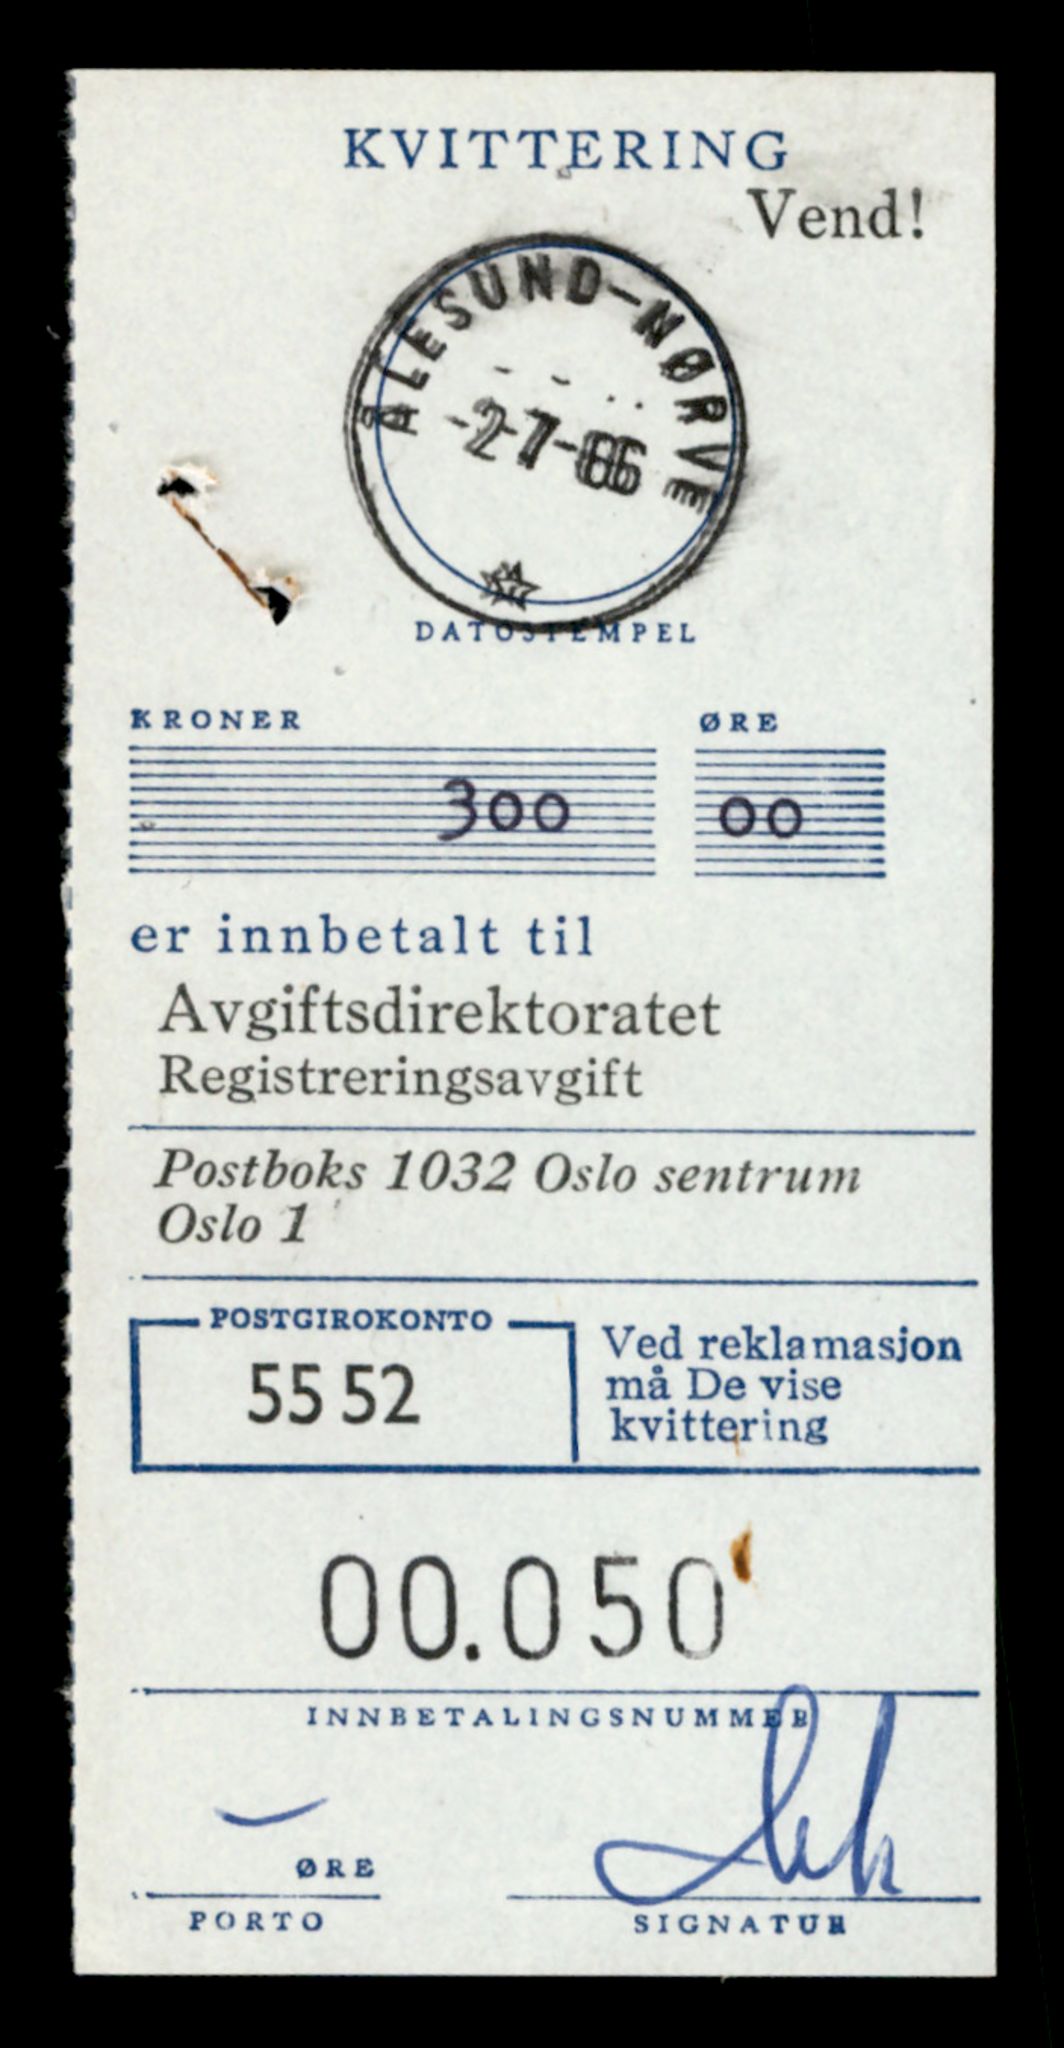 KVITTERING
Vend!
ÅLESUND-NØRVE
-2-7-66
DATOSTEMPEL
KRONER ØRE
300 00
er innbetalt til
Avgiftsdirektoratet
Registreringsavgift
Postboks 1032 Oslo sentrum
Oslo 1
POSTGIROKONTO
55 52
Ved reklamasjon
må De vise
kvittering
00.050
INNBETALINGSNUMMER
ØRE
PORTO
SIGNATUR